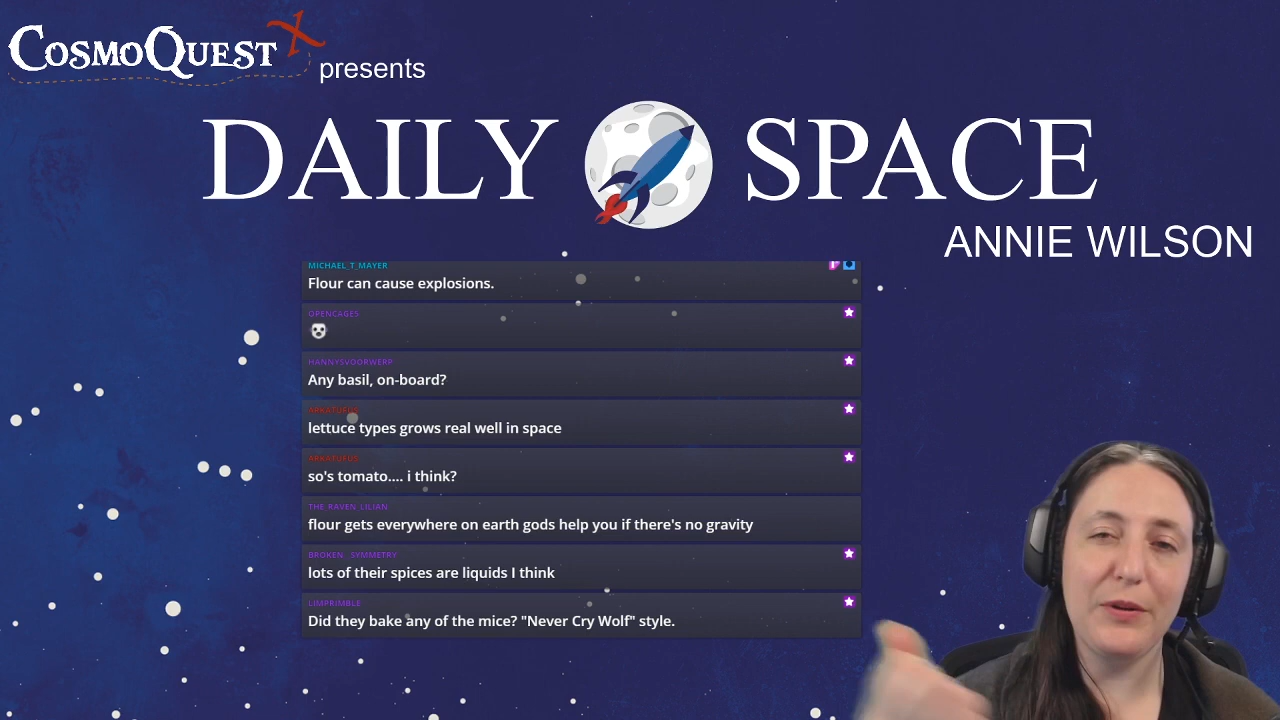 COSMOQUEST X
presents
DAILY SPACE
ANNIE WILSON
MICHAEL_T_MAYER
Flour can cause explosions.
OPENCAGES
HANNYSVOORWERP
Any basil, on-board?
ARKATUFUS
lettuce types grows real well in space
ARKATUFUS
so's tomato.... i think?
THE_RAVEN_LILIAN
flour gets everywhere on earth gods help you if there's no gravity
BROKEN_SYMMETRY
lots of their spices are liquids I think
LIMPRIMBLE
Did they bake any of the mice? "Never Cry Wolf" style.